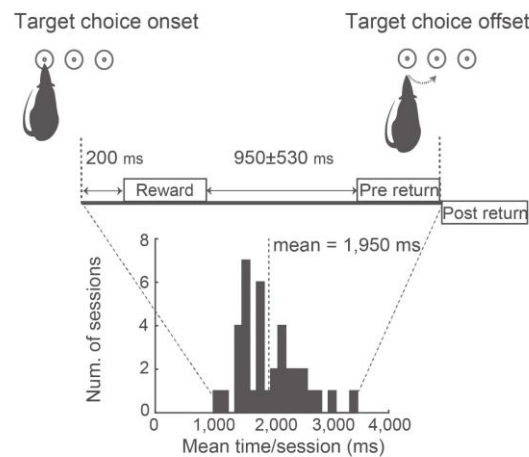 Target choice onset
Target choice offset
200 ms
950±530 ms
Reward
Pre return
Post return
mean = 1,950 ms
Num. of sessions
8
6
4
2
0
0
1,000
2,000
3,000
4,000
Mean time/session (ms)